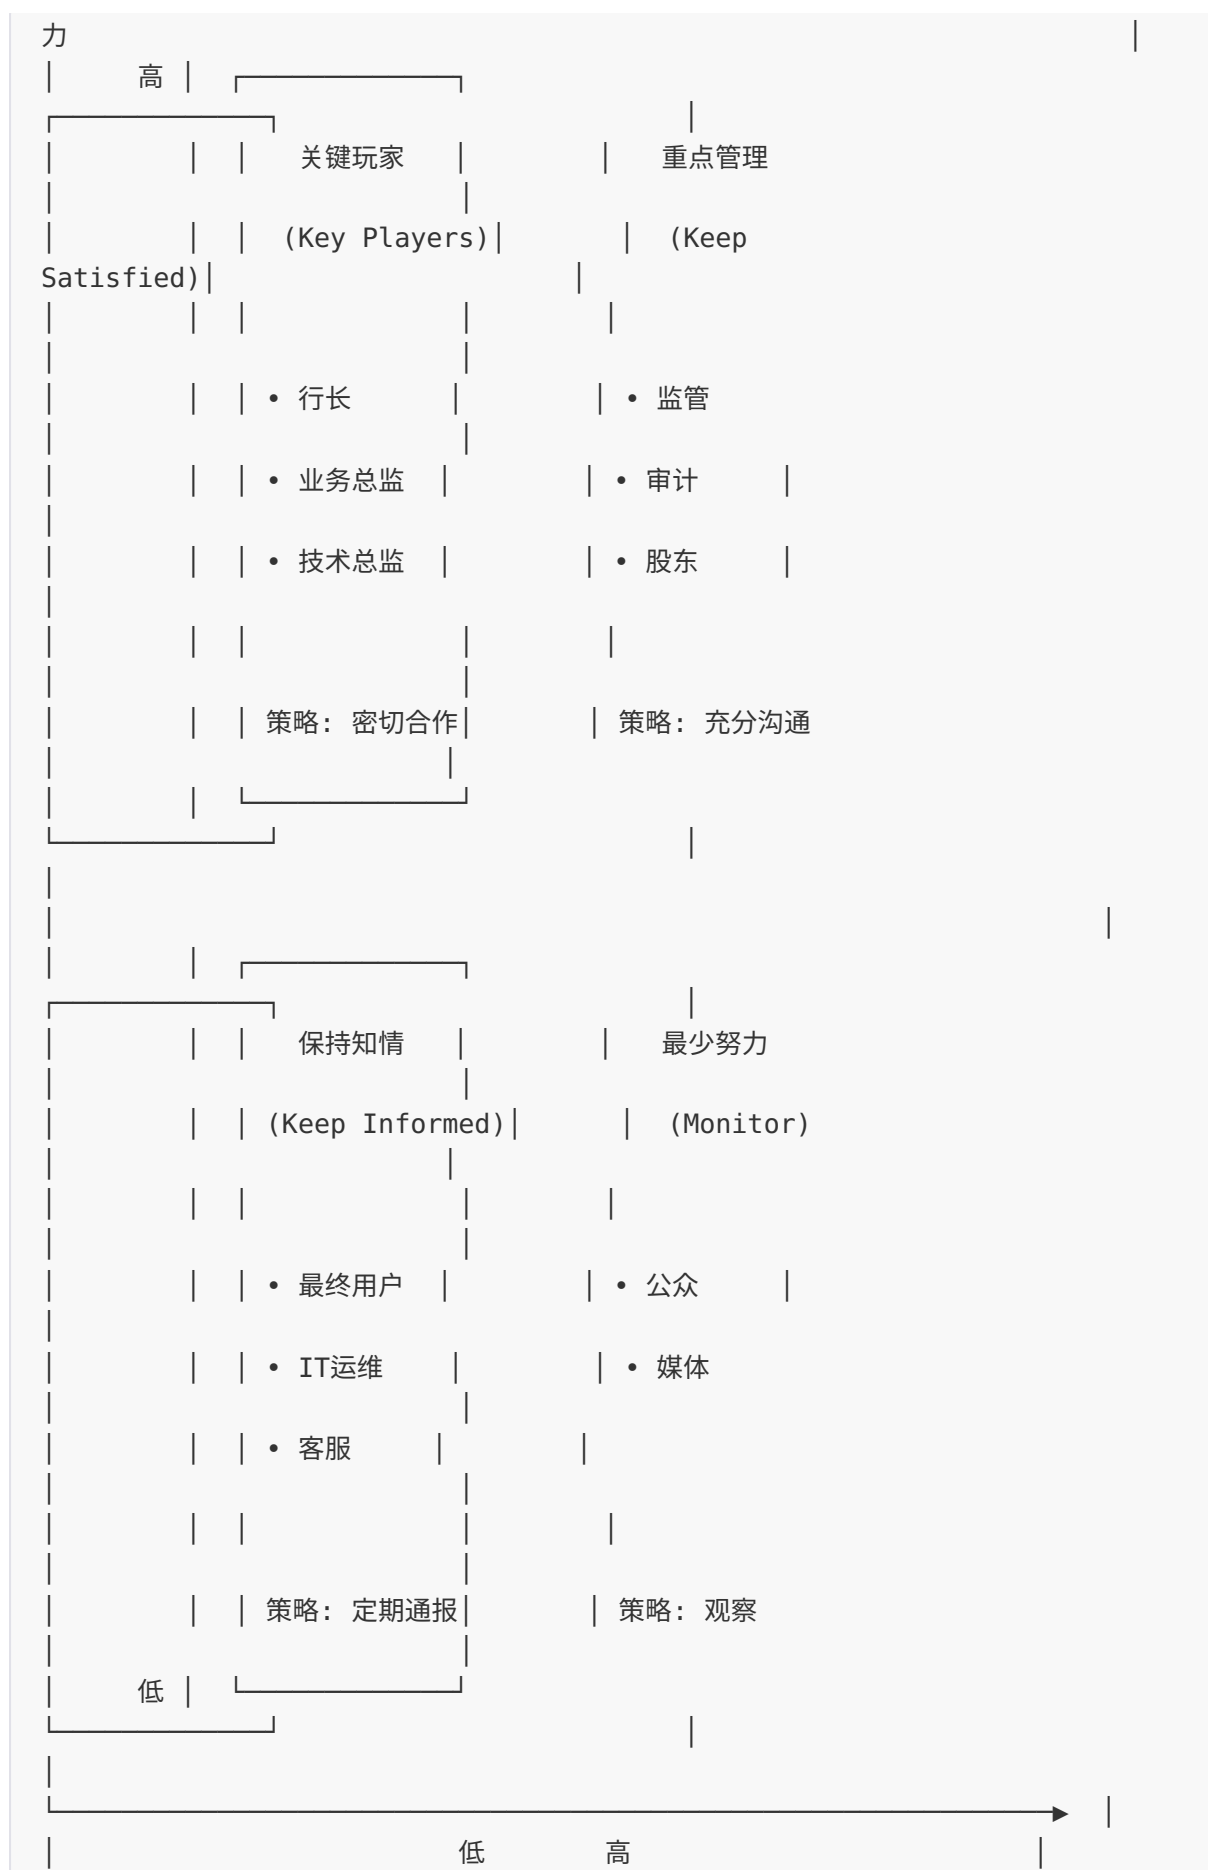 力 │
│ 高 │ ┌─────────────┐
┌─────────────┐ │
│ │ │ 关键玩家 │ │ 重点管理
│ │
│ │ │ (Key Players)│ │ (Keep
Satisfied)│ │
│ │ │ │ │
│ │
│ │ │ • 行长 │ │ • 监管
│ │
│ │ │ • 业务总监 │ │ • 审计 │
│
│ │ │ • 技术总监 │ │ • 股东 │
│
│ │ │ │ │
│ │
│ │ │ 策略: 密切合作│ │ 策略: 充分沟通
│ │
│ │ └─────────────┘
└─────────────┘ │
│
│ │
│ │ ┌─────────────┐
┌─────────────┐ │
│ │ │ 保持知情 │ │ 最少努力
│ │
│ │ │ (Keep Informed)│ │ (Monitor)
│ │
│ │ │ │ │
│ │
│ │ │ • 最终用户 │ │ • 公众 │
│
│ │ │ • IT运维 │ │ • 媒体
│ │
│ │ │ • 客服 │ │
│ │
│ │ │ │ │
│ │
│ │ │ 策略: 定期通报│ │ 策略: 观察
│ │
│ 低 │ └─────────────┘
└─────────────┘ │
│
└────────────────────────────────────────► │
│ 低 高 │